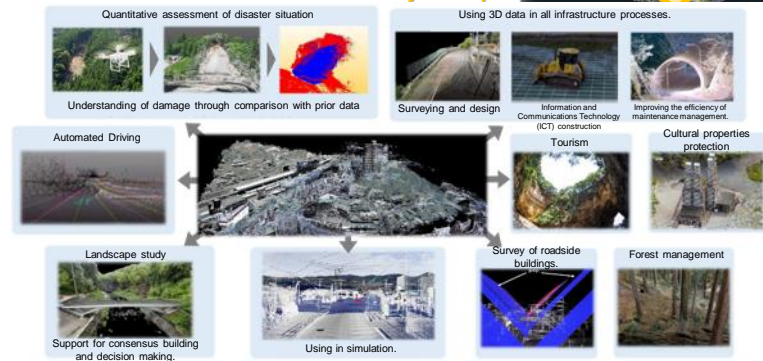 Quantitative assessment of disaster situation
Understanding of damage through comparison with prior data
Using 3D data in all infrastructure processes.
Surveying and design
Information and
Communications Technology
(ICT) construction
Improving the efficiency of
maintenance management.
Automated Driving
Tourism
Cultural properties
protection
Landscape study
Support for consensus building
and decision making.
Using in simulation.
Survey of roadside
buildings.
Forest management